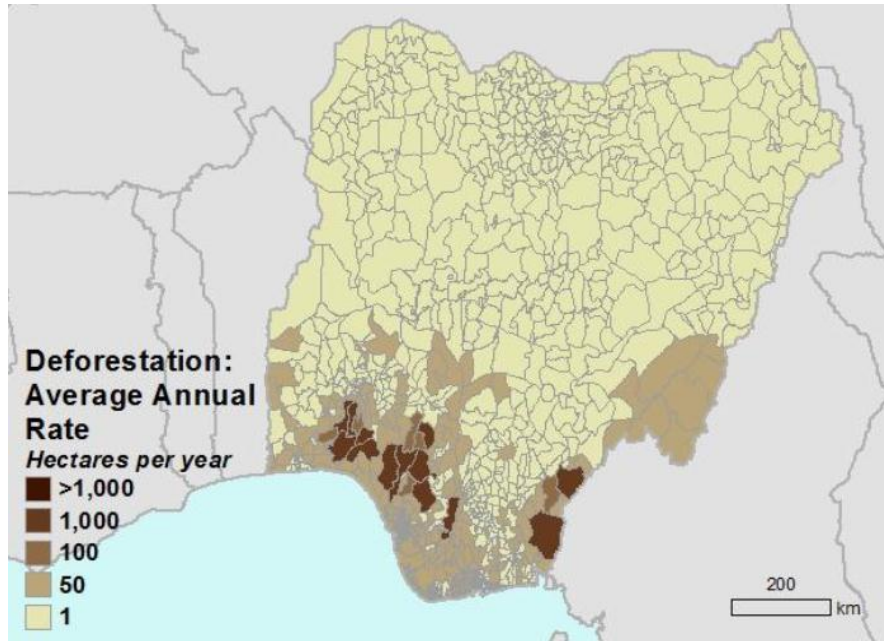 Deforestation:
Average Annual
Rate
Hectares per year
>1,000
1,000
100
50
1
200
km